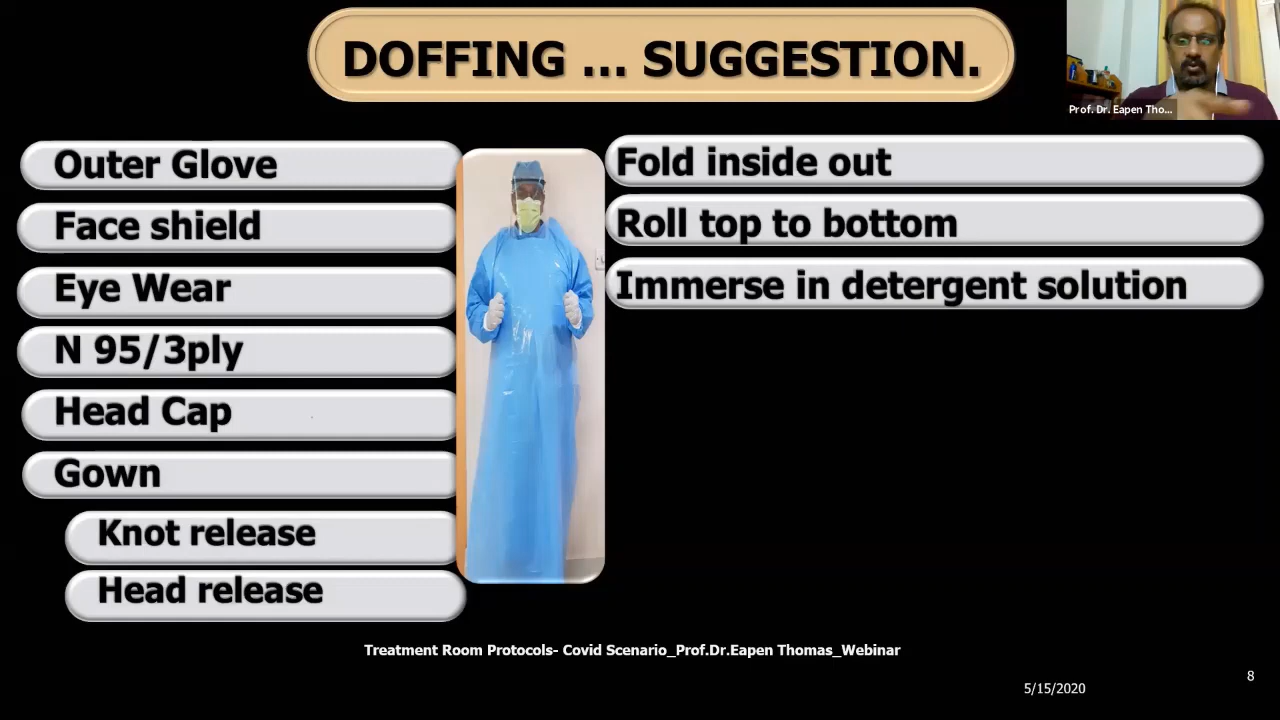 DOFFING ... SUGGESTION.
Prof. Dr. Eapen Tho...
Outer Glove
Face shield
Eye Wear
N 95/3ply
Head Cap
Gown
Knot release
Head release
Fold inside out
Roll top to bottom
Immerse in detergent solution
Treatment Room Protocols- Covid Scenario_Prof.Dr.Eapen Thomas_Webinar
8
5/15/2020